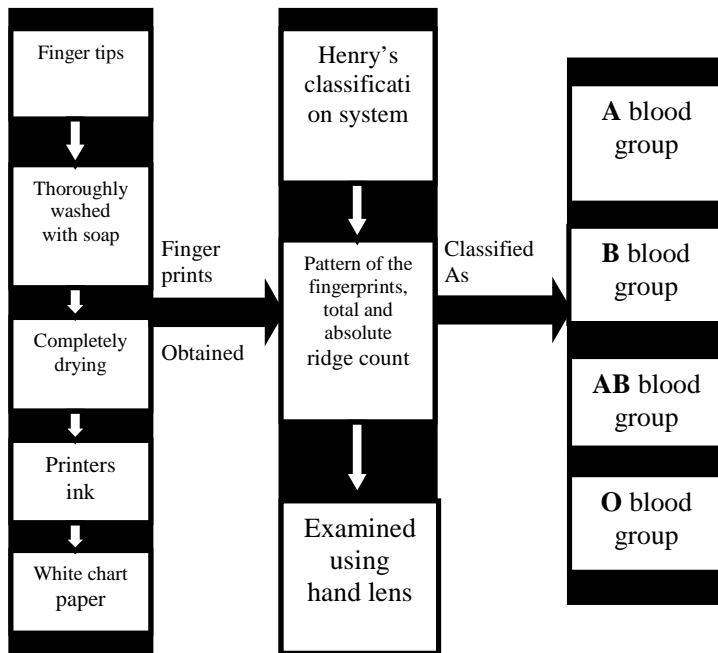 Finger tips
Thoroughly
washed
with soap
Completely
drying
Printers
ink
White chart
paper
Finger
prints
Obtained
Henry’s
classificati
on system
Pattern of the
fingerprints,
total and
absolute
ridge count
Examined
using
hand lens
Classified
As
A blood
group
B blood
group
AB blood
group
O blood
group